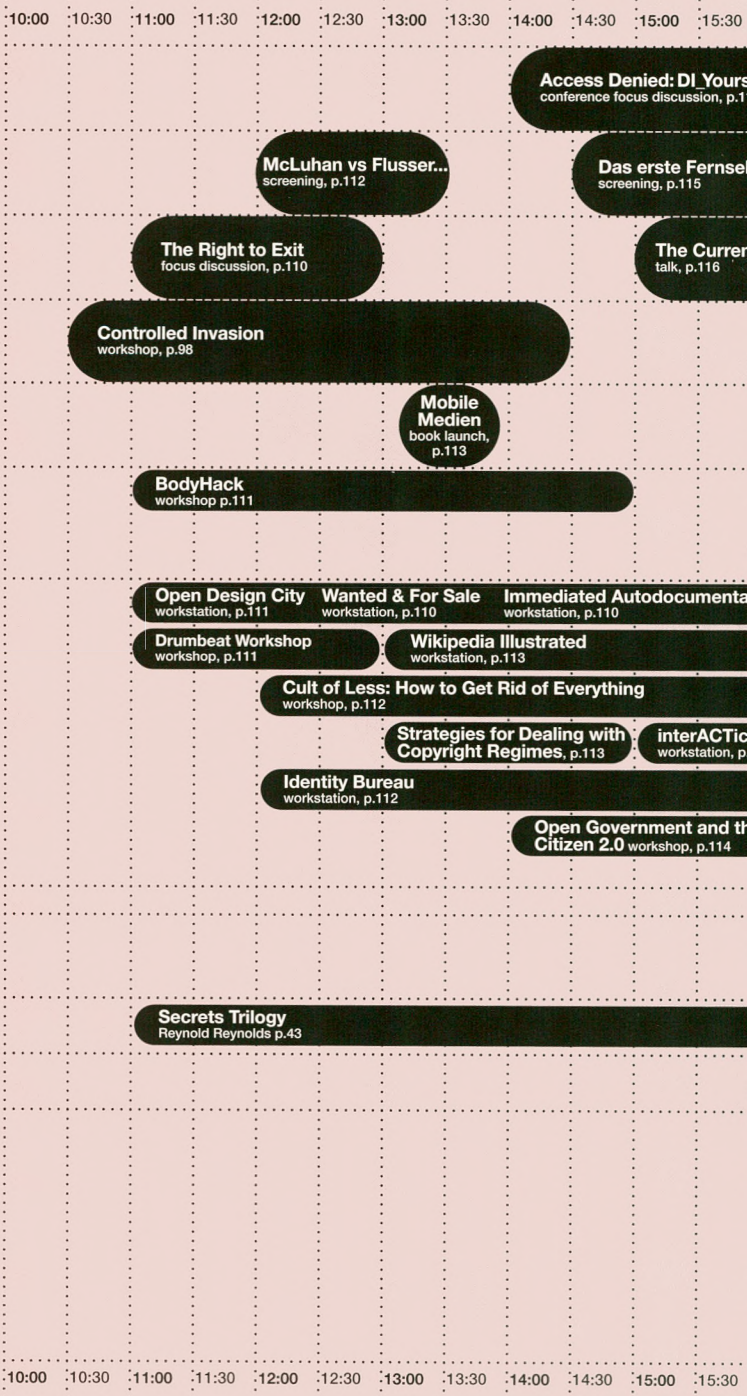 10:00 10:30 11:00 11:30 12:00 12:30 13:00 13:30 14:00 14:30 15:00 15:30
Access Denied: DI_Yours
conference focus discussion, p.11
McLuhan vs Flusser...
screening, p.112
Das erste Fernse
screening, p.115
The Right to Exit
focus discussion, p.110
The Curren
talk, p.116
Controlled Invasion
workshop, p.98
Mobile
Medien
book launch,
p.113
BodyHack
workshop p.111
Open Design City
workstation, p.111
Wanted & For Sale
workstation, p.110
Immediated Autodocumenta
workstation, p.110
Drumbeat Workshop
workshop, p.111
Wikipedia Illustrated
workstation, p.113
Cult of Less: How to Get Rid of Everything
workshop, p.112
Strategies for Dealing with
Copyright Regimes, p.113
interACTic
workstation, p
Identity Bureau
workstation, p.112
Open Government and th
Citizen 2.0 workshop, p.114
Secrets Trilogy
Reynold Reynolds p.43
10:00 10:30 11:00 11:30 12:00 12:30 13:00 13:30 14:00 14:30 15:00 15:30